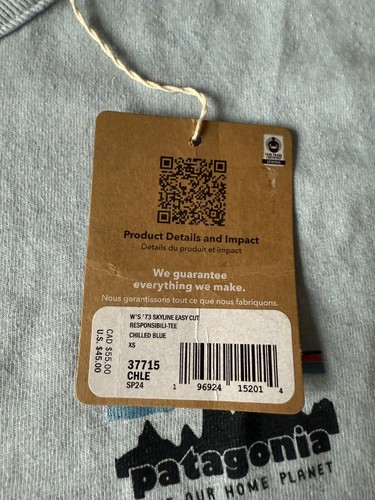 Product Details and Impact
Détails du produit et impact
We guarantee
everything we make.
Nous garantissons tout ce que nous fabriquons.
W'S '73 SKYLINE EASY CUT
RESPONSIBILI-TEE
CHILLED BLUE
XS
37715
CHLE
SP24
CAD $55.00
U.S. $45.00
1 96924 15201 4
patagonia
OUR HOME PLANET